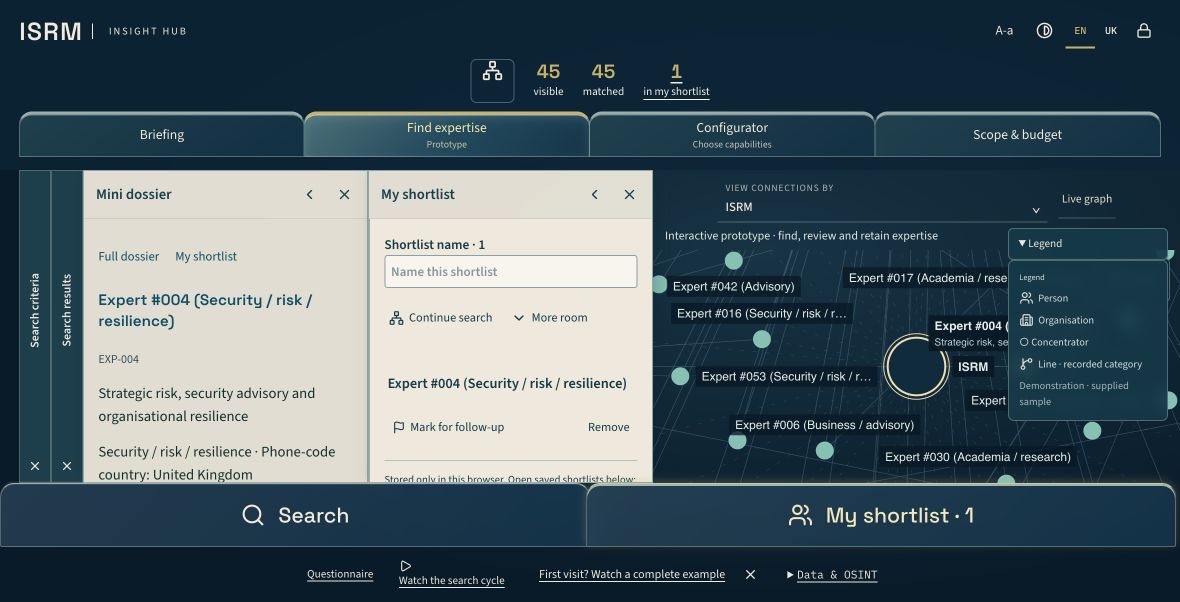 ISRM
INSIGHT HUB
A-a
EN
UK
45
visible
45
matched
1
in my shortlist
Briefing
Find expertise
Prototype
Configurator
Choose capabilities
Scope & budget
Search criteria
Search results
Mini dossier
Full dossier
My shortlist
Expert #004 (Security / risk /
resilience)
EXP-004
Strategic risk, security advisory and
organisational resilience
Security / risk / resilience · Phone-code
country: United Kingdom
My shortlist
Shortlist name · 1
Name this shortlist
Continue search
More room
Expert #004 (Security / risk / resilience)
Mark for follow-up
Remove
Stored only in this browser. Open saved shortlists below:
VIEW CONNECTIONS BY
ISRM
Live graph
Interactive prototype · find, review and retain expertise
▼Legend
Legend
Person
Organisation
Concentrator
Line · recorded category
Demonstration · supplied
sample
Expert #042 (Advisory)
Expert #017 (Academia / rese
Expert #016 (Security / risk / r…
Expert #004 (
Strategic risk, se
ISRM
Expert #053 (Security / risk / r…
Expert
Expert #006 (Business / advisory)
Expert #030 (Academia / research)
Search
My shortlist · 1
Questionnaire
Watch the search cycle
First visit? Watch a complete example
▶Data & OSINT